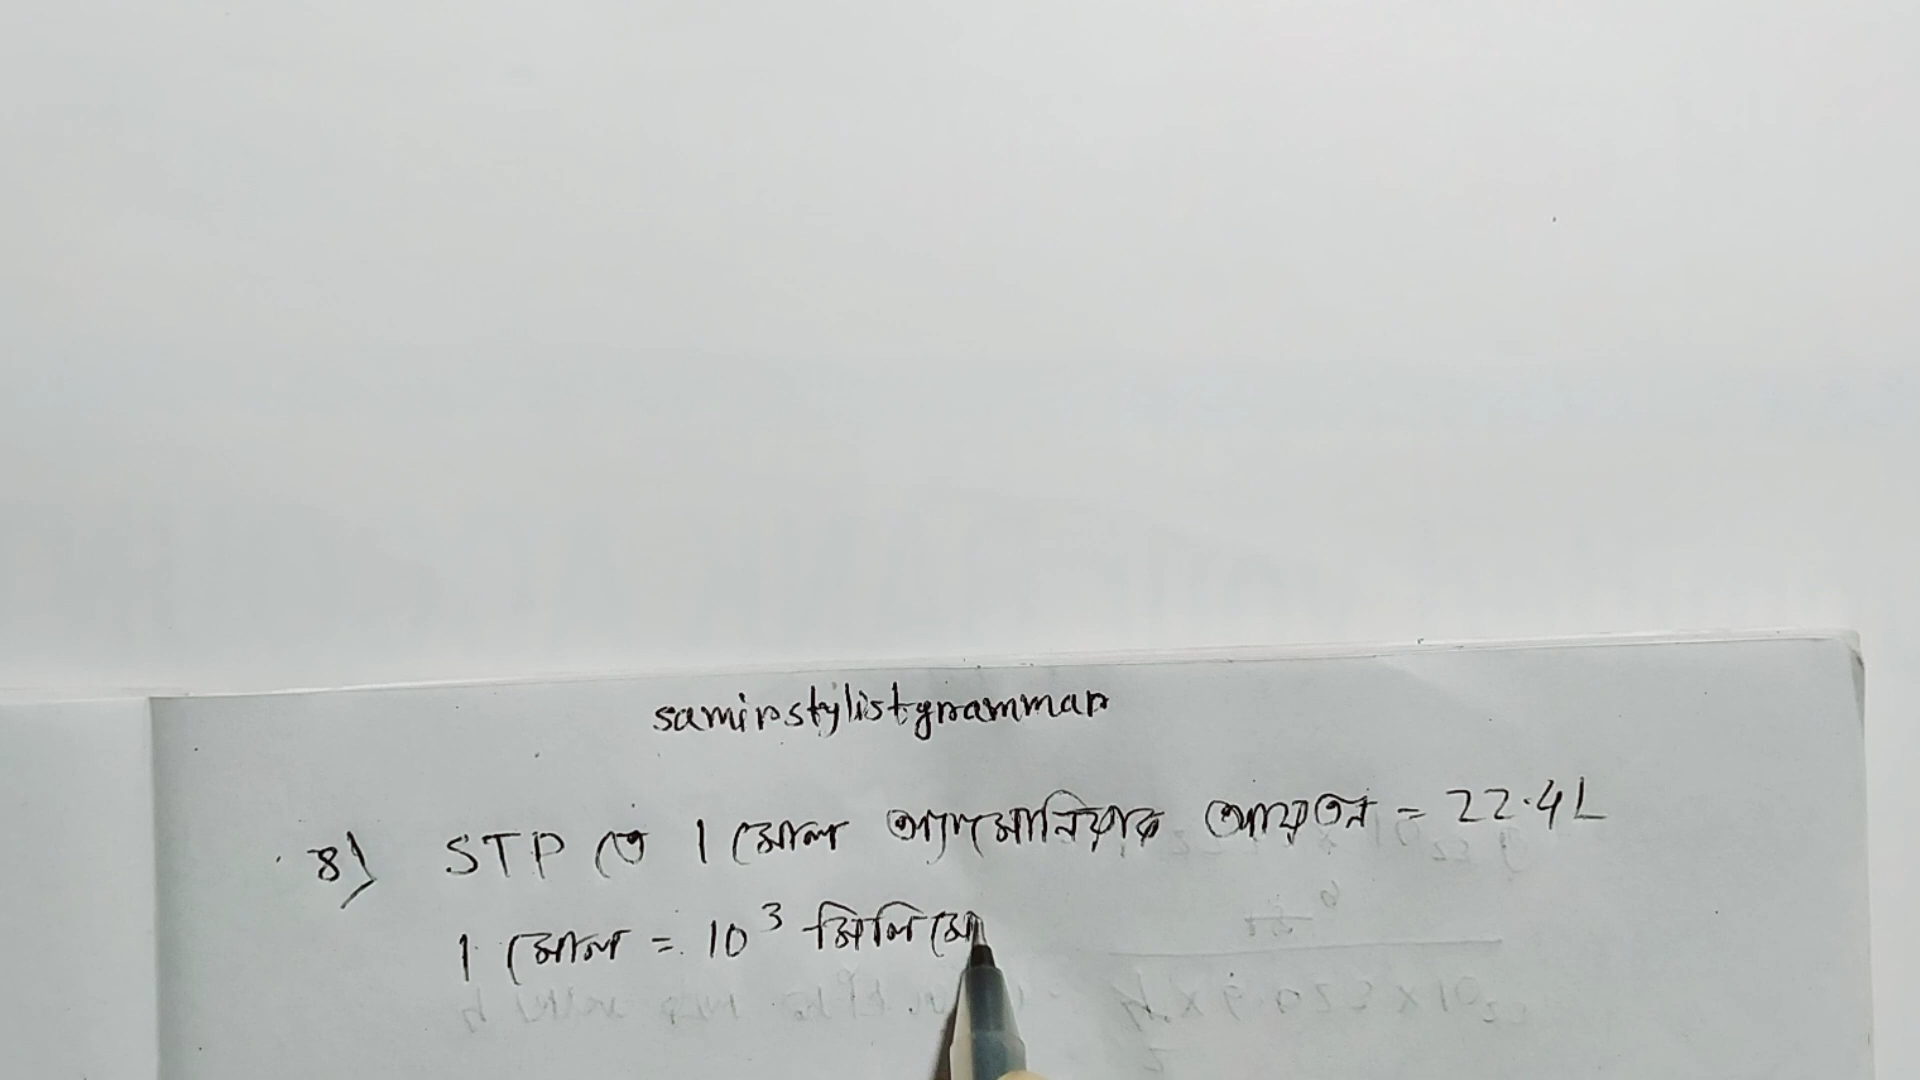 samirstylistgrammar
8) STP তে 1 মোল অ্যামোনিয়ার আয়তন = 22.4L
1 মোল = 10³ মিলিমো